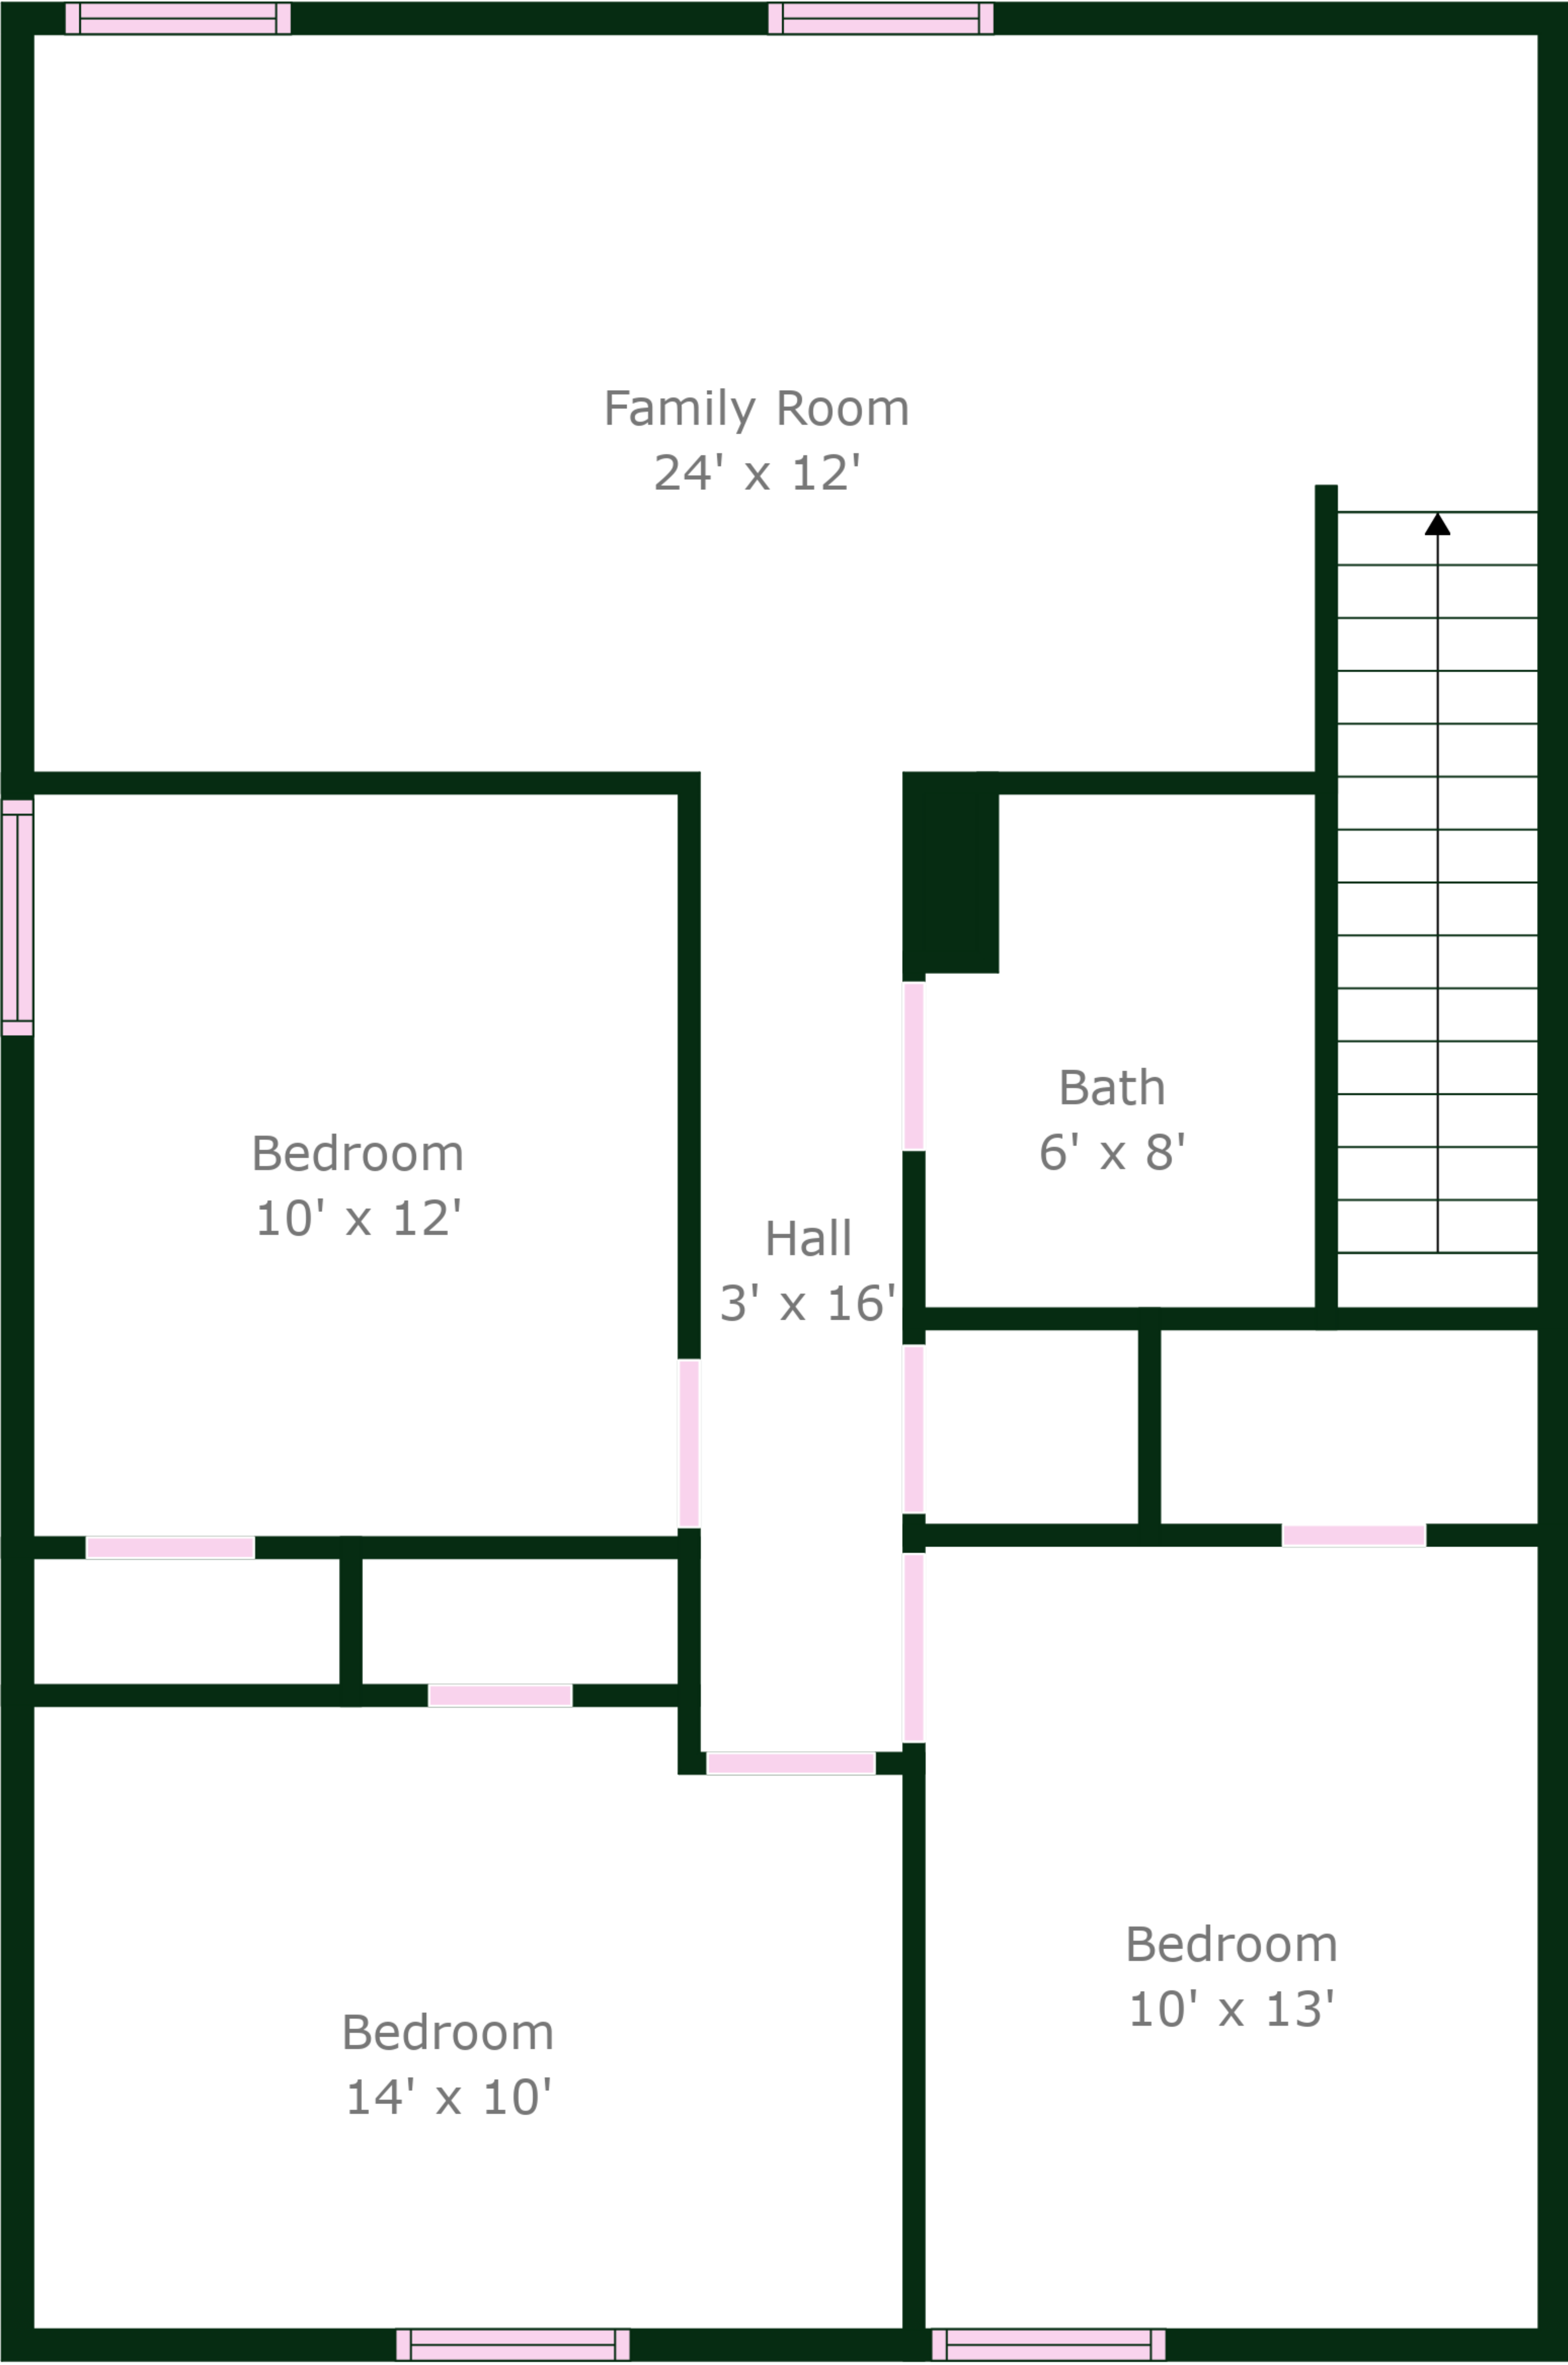 Family Room
24' x 12'
Bath
6' x 8'
Bedroom
10' x 12'
Hall
3' x 16'
Bedroom
10' x 13'
Bedroom
14' x 10'